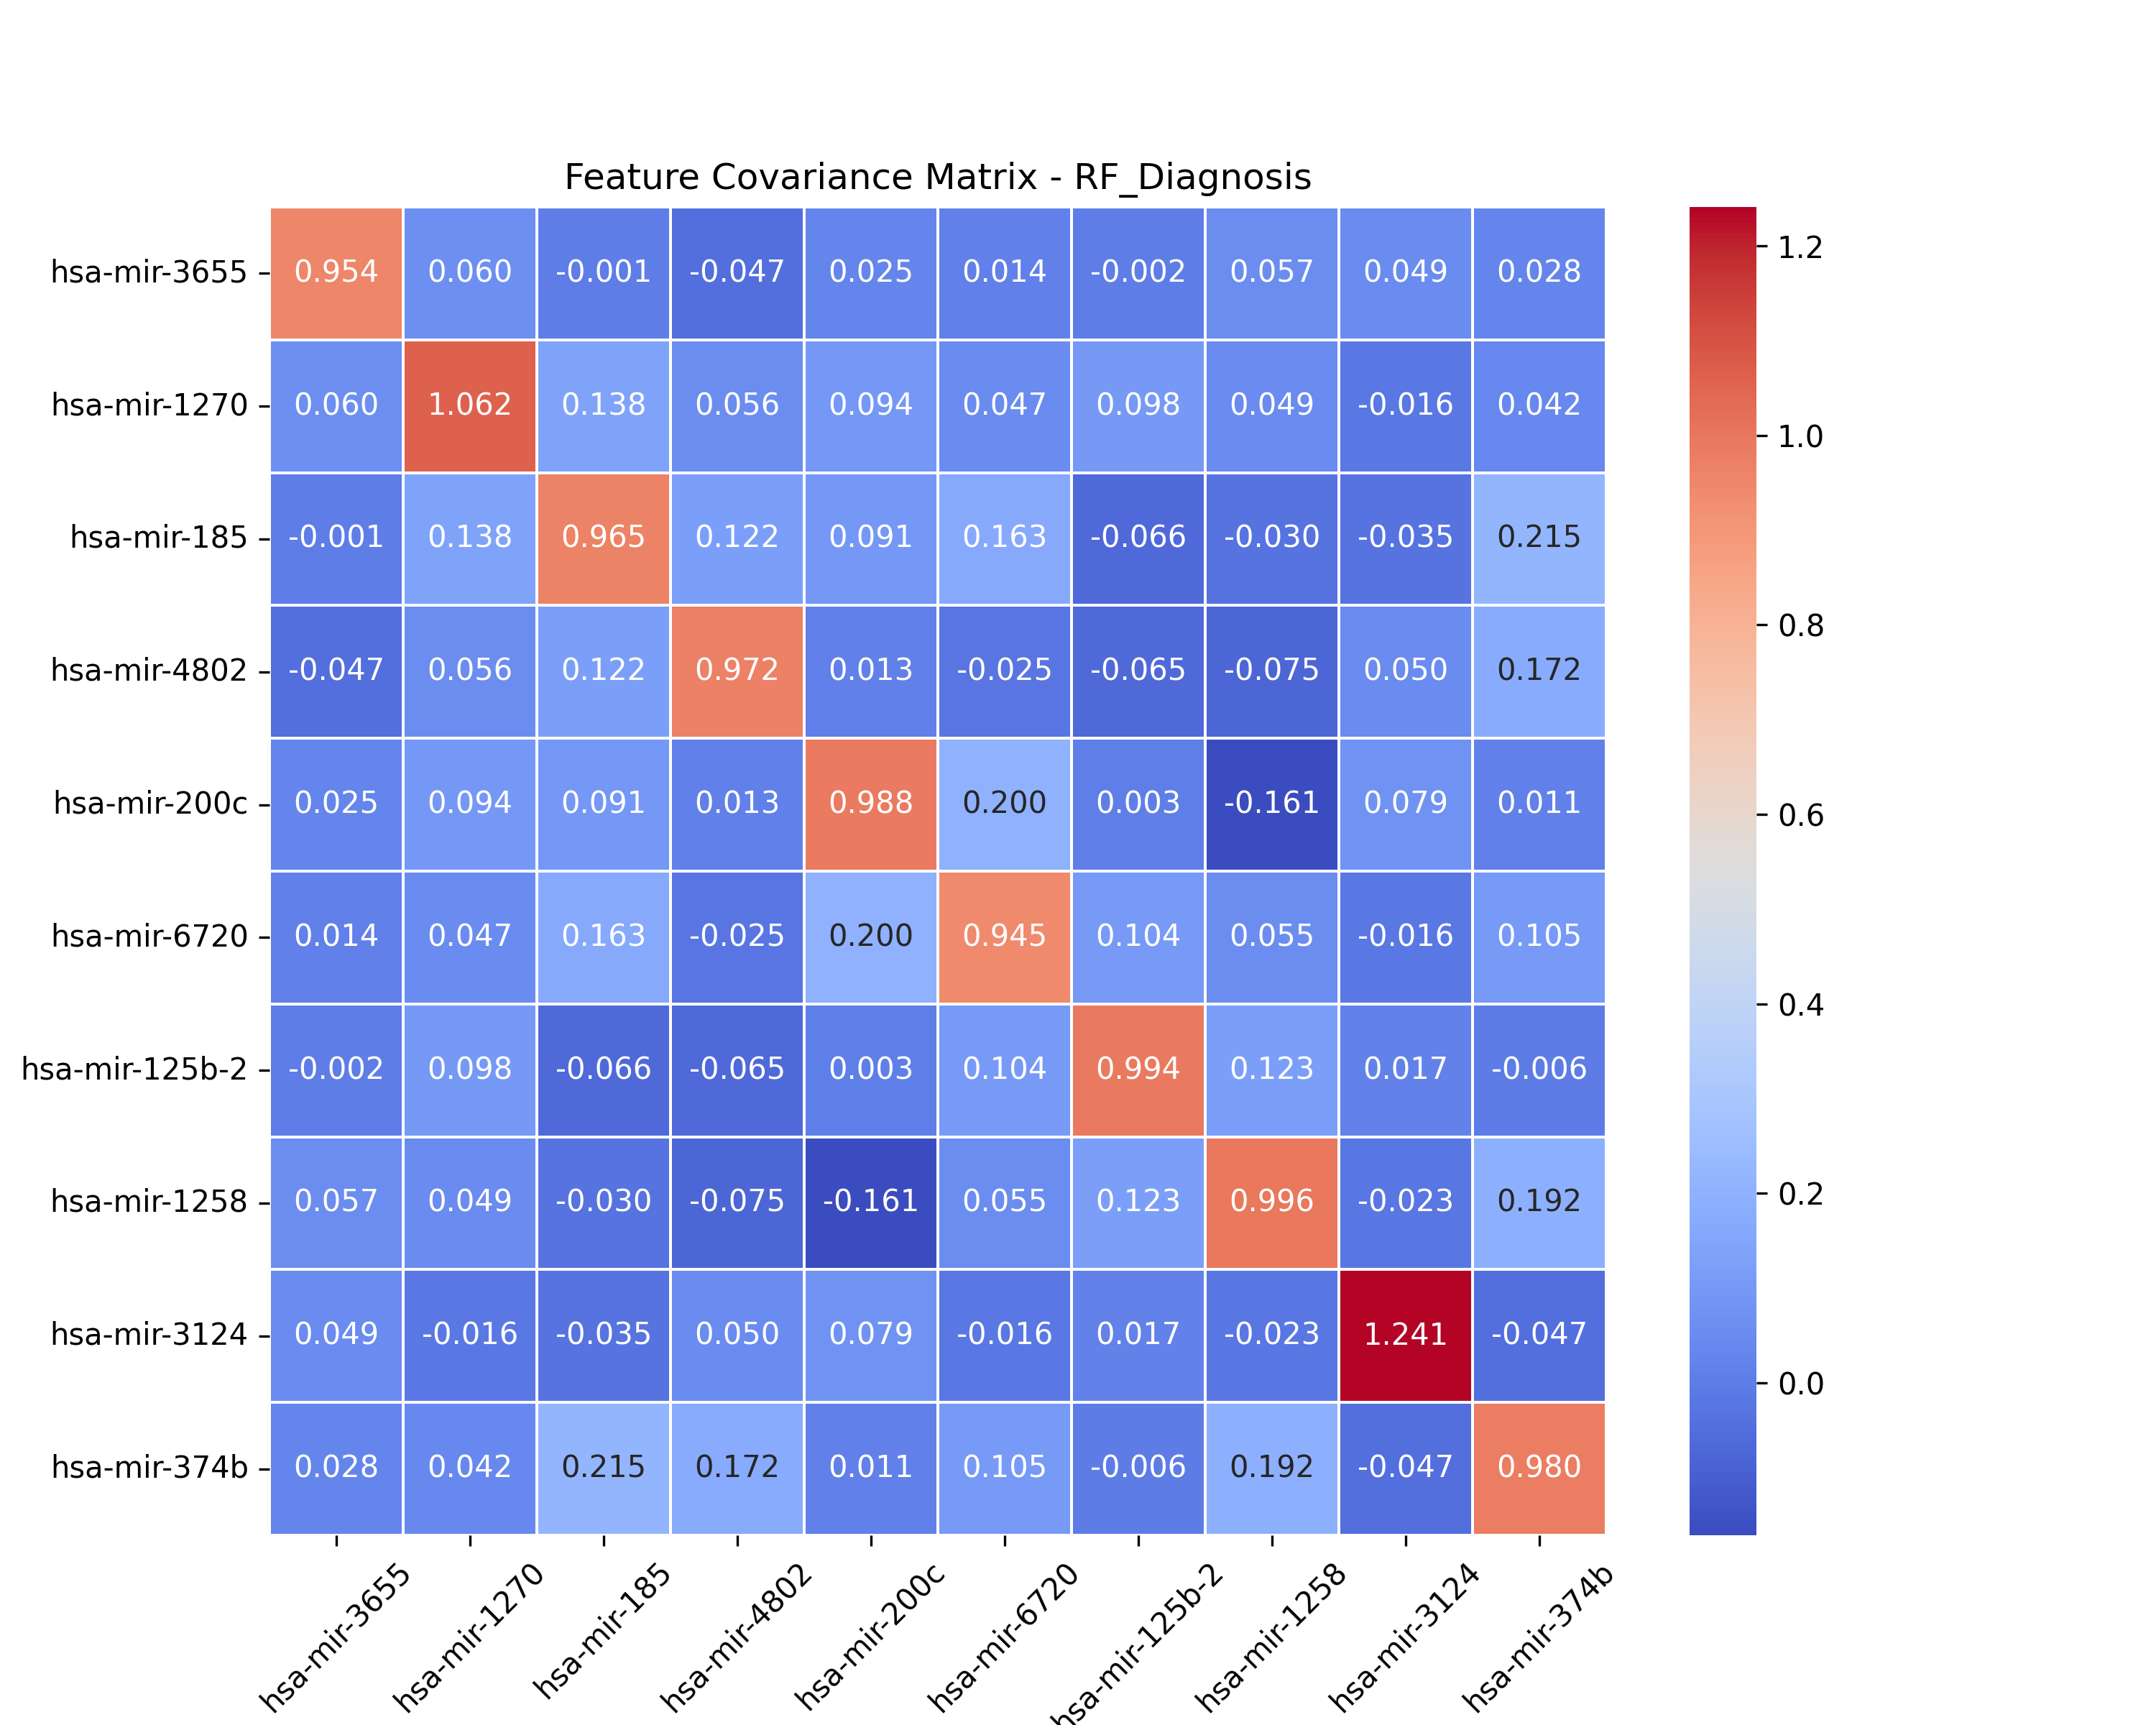 Feature Covariance Matrix - RF_Diagnosis
hsa-mir-3655 0.954 0.060 -0.001 -0.047 0.025 0.014 -0.002 0.057 0.049 0.028
hsa-mir-1270 0.060 1.062 0.138 0.056 0.094 0.047 0.098 0.049 -0.016 0.042
hsa-mir-185 -0.001 0.138 0.965 0.122 0.091 0.163 -0.066 -0.030 -0.035 0.215
hsa-mir-4802 -0.047 0.056 0.122 0.972 0.013 -0.025 -0.065 -0.075 0.050 0.172
hsa-mir-200c 0.025 0.094 0.091 0.013 0.988 0.200 0.003 -0.161 0.079 0.011
hsa-mir-6720 0.014 0.047 0.163 -0.025 0.200 0.945 0.104 0.055 -0.016 0.105
hsa-mir-125b-2 -0.002 0.098 -0.066 -0.065 0.003 0.104 0.994 0.123 0.017 -0.006
hsa-mir-1258 0.057 0.049 -0.030 -0.075 -0.161 0.055 0.123 0.996 -0.023 0.192
hsa-mir-3124 0.049 -0.016 -0.035 0.050 0.079 -0.016 0.017 -0.023 1.241 -0.047
hsa-mir-374b 0.028 0.042 0.215 0.172 0.011 0.105 -0.006 0.192 -0.047 0.980
hsa-mir-3655
hsa-mir-1270
hsa-mir-185
hsa-mir-4802
hsa-mir-200c
hsa-mir-6720
hsa-mir-125b-2
hsa-mir-1258
hsa-mir-3124
hsa-mir-374b
1.2
1.0
0.8
0.6
0.4
0.2
0.0